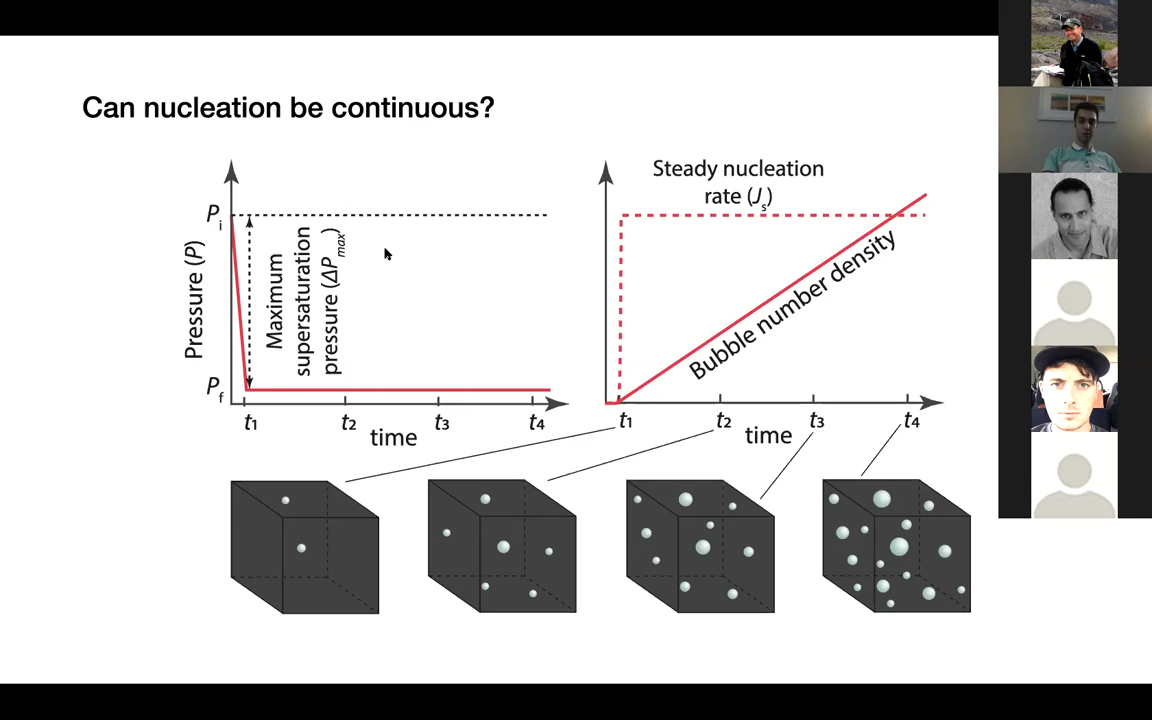 Can nucleation be continuous?
Pi
Pressure (P)
Maximum
supersaturation
pressure (ΔPmax)
Pf
t1
t2
t3
t4
time
Steady nucleation
rate (Js)
Bubble number density
t1
t2
t3
t4
time